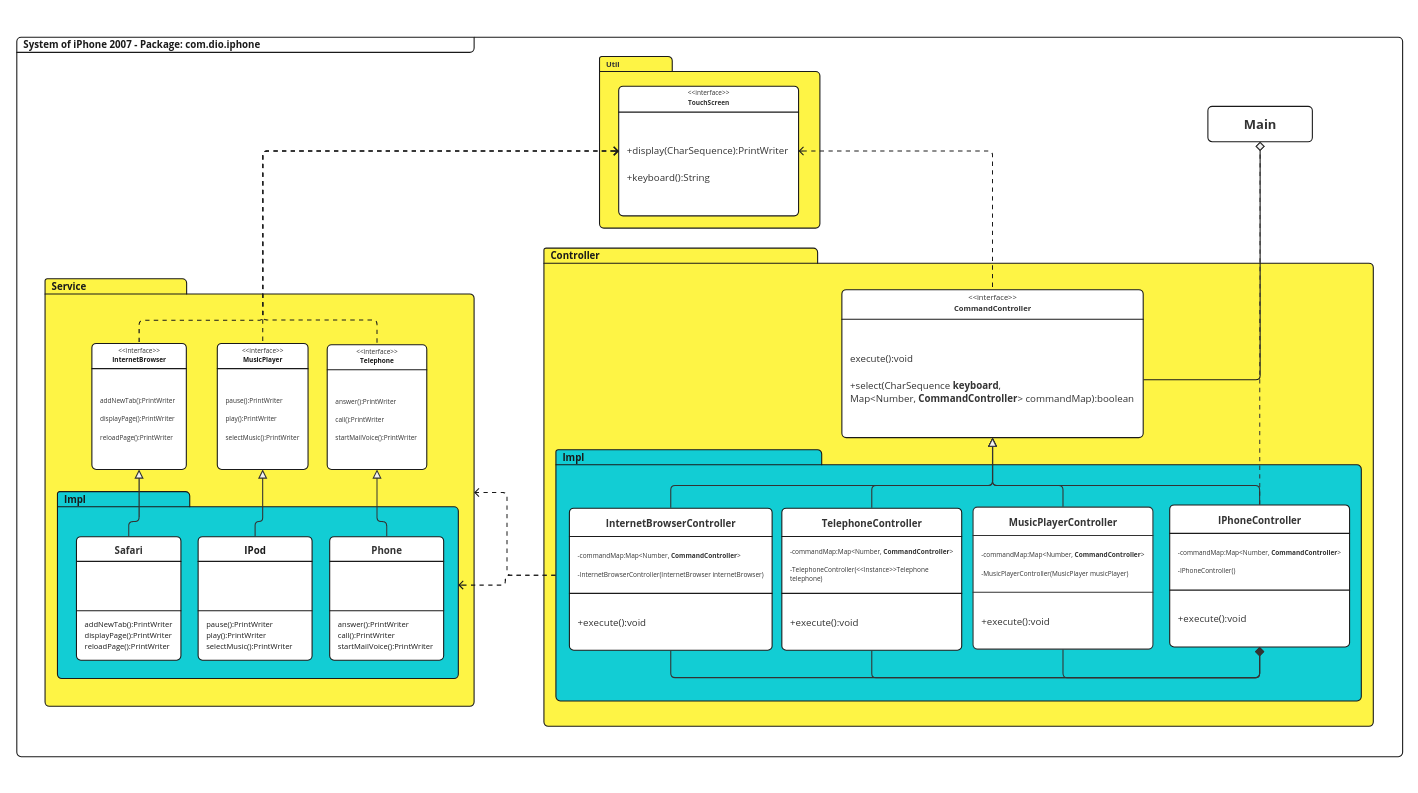 System of iPhone 2007 - Package: com.dio.iphone
Util
<<interface>>
TouchScreen
+display(CharSequence):PrintWriter
+keyboard():String
Main
Controller
<<interface>>
CommandController
execute():void
+select(CharSequence keyboard,
Map<Number, CommandController> commandMap):boolean
Service
<<interface>>
InternetBrowser
addNewTab():PrintWriter
displayPage():PrintWriter
reloadPage():PrintWriter
<<interface>>
MusicPlayer
pause():PrintWriter
play():PrintWriter
selectMusic():PrintWriter
<<interface>>
Telephone
answer():PrintWriter
call():PrintWriter
startMailVoice():PrintWriter
Impl
Safari
addNewTab():PrintWriter
displayPage():PrintWriter
reloadPage():PrintWriter
IPod
pause():PrintWriter
play():PrintWriter
selectMusic():PrintWriter
Phone
answer():PrintWriter
call():PrintWriter
startMailVoice():PrintWriter
Impl
InternetBrowserController
-commandMap:Map<Number, CommandController>
-InternetBrowserController(InternetBrowser internetBrowser)
+execute():void
TelephoneController
-commandMap:Map<Number, CommandController>
-TelephoneController(<<Instance>>Telephone
telephone)
+execute():void
MusicPlayerController
-commandMap:Map<Number, CommandController>
-MusicPlayerController(MusicPlayer musicPlayer)
+execute():void
IPhoneController
-commandMap:Map<Number, CommandController>
-IPhoneController()
+execute():void